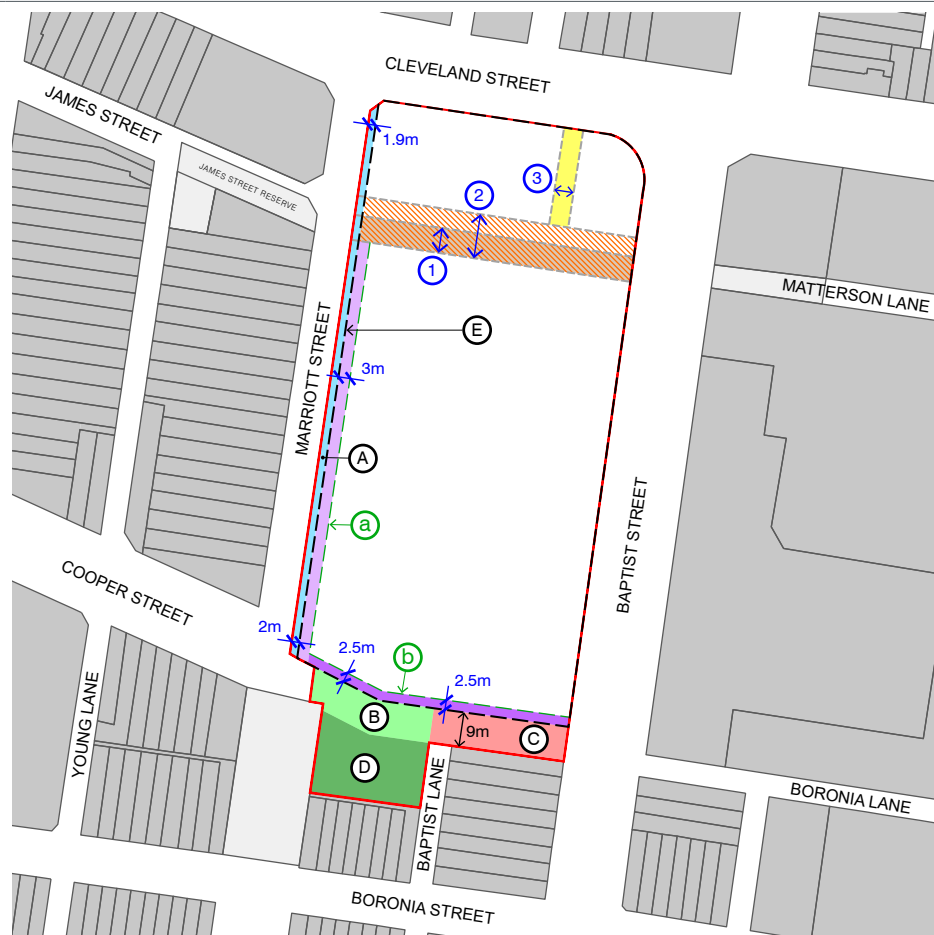 CLEVELAND STREET
JAMES STREET
1.9m
JAMES STREET RESERVE
3
2
1
MATTERSON LANE
E
MARRIOTT STREET
3m
A
a
BAPTIST STREET
COOPER STREET
2m
2.5m
b
2.5m
YOUNG LANE
B
9m
C
D
BAPTIST LANE
BORONIA LANE
BORONIA STREET